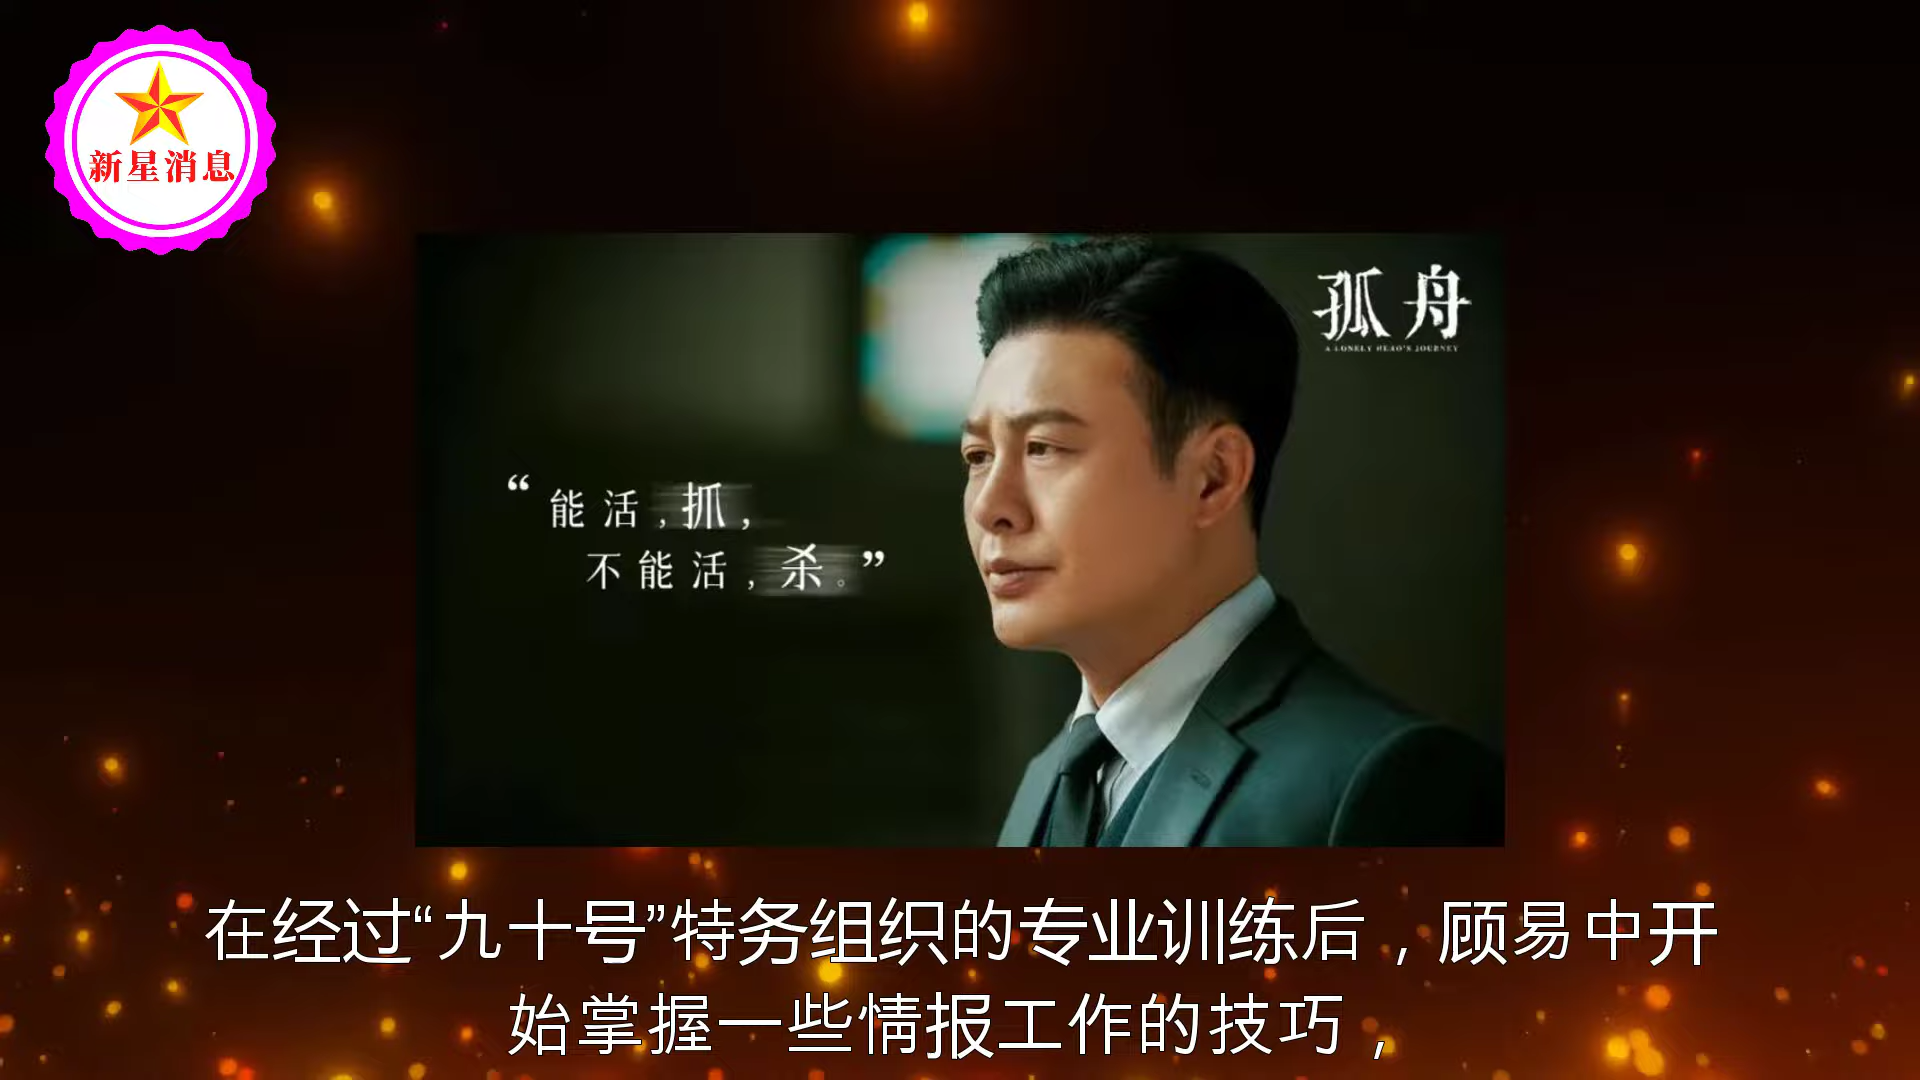 新星消息
孤舟
A LONELY HERO'S JOURNEY
“能活,抓,
不能活,杀。”
在经过“九十号”特务组织的专业训练后，顾易中开
始掌握一些情报工作的技巧，